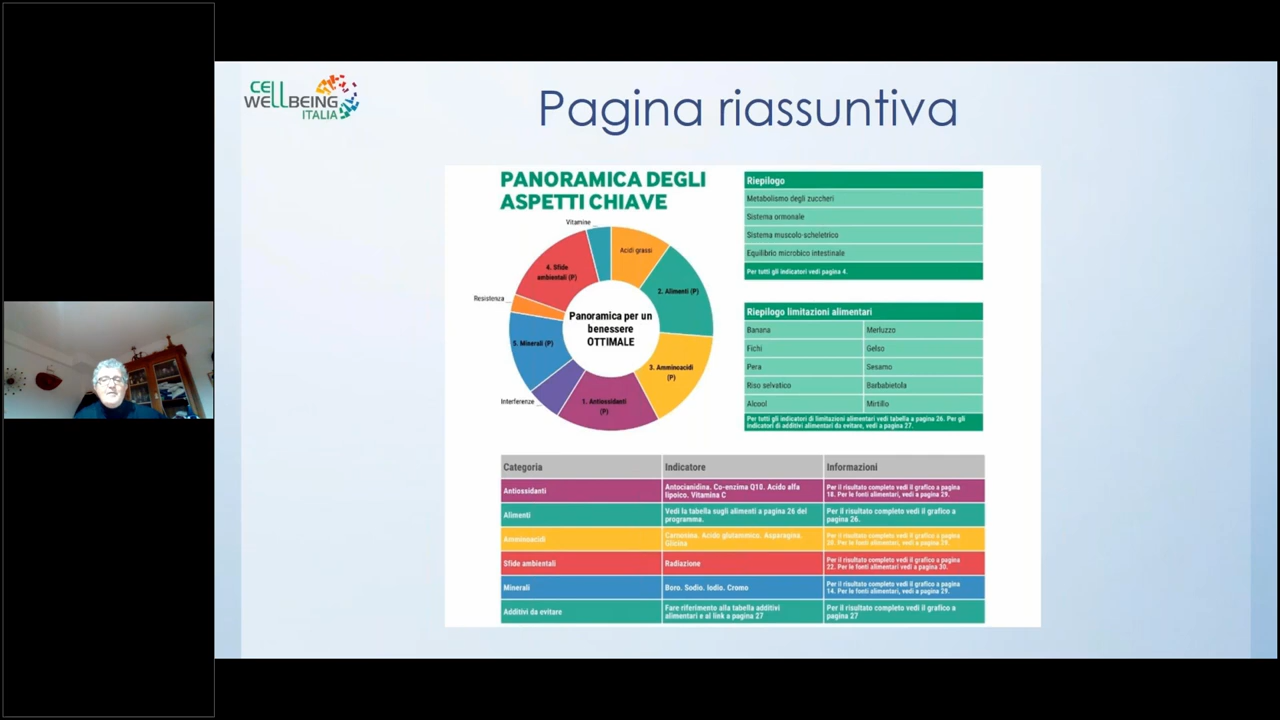 CELL
WELLBEING
ITALIA
Pagina riassuntiva
PANORAMICA DEGLI
ASPETTI CHIAVE
Vitamine
Acidi grassi
4. Sfide
ambientali (P)
2. Alimenti (P)
Resistenza
Panoramica per un
benessere
OTTIMALE
5. Minerali (P)
3. Amminoacidi
(P)
Interferenze
1. Antiossidanti
(P)
Riepilogo
Metabolismo degli zuccheri
Sistema ormonale
Sistema muscolo-scheletrico
Equilibrio microbico intestinale
Per tutti gli indicatori vedi pagina 4.
Riepilogo limitazioni alimentari
Banana Merluzzo
Fichi Gelso
Pera Sesamo
Riso selvatico Barbabietola
Alcool Mirtillo
Per tutti gli indicatori di limitazioni alimentari vedi tabella a pagina 26. Per gli
indicatori di additivi alimentari da evitare, vedi a pagina 27.
Categoria Indicatore Informazioni
Antiossidanti
Antocianidina. Co-enzima Q10. Acido alfa
lipoico. Vitamina C
Per il risultato completo vedi il grafico a pagina
18. Per le fonti alimentari, vedi a pagina 29.
Alimenti
Vedi la tabella sugli alimenti a pagina 26 del
programma.
Per il risultato completo vedi il grafico a
pagina 26.
Amminoacidi
Carnosina. Acido glutammico. Asparagina.
Glicina
Per il risultato completo vedi il grafico a pagina
20. Per le fonti alimentari, vedi a pagina 29.
Sfide ambientali
Radiazione
Per il risultato completo vedi il grafico a pagina
22. Per le fonti alimentari vedi a pagina 30.
Minerali
Boro. Sodio. Iodio. Cromo
Per il risultato completo vedi il grafico a pagina
14. Per le fonti alimentari, vedi a pagina 29.
Additivi da evitare
Fare riferimento alla tabella additivi
alimentari e al link a pagina 27
Per il risultato completo vedi il grafico a
pagina 27